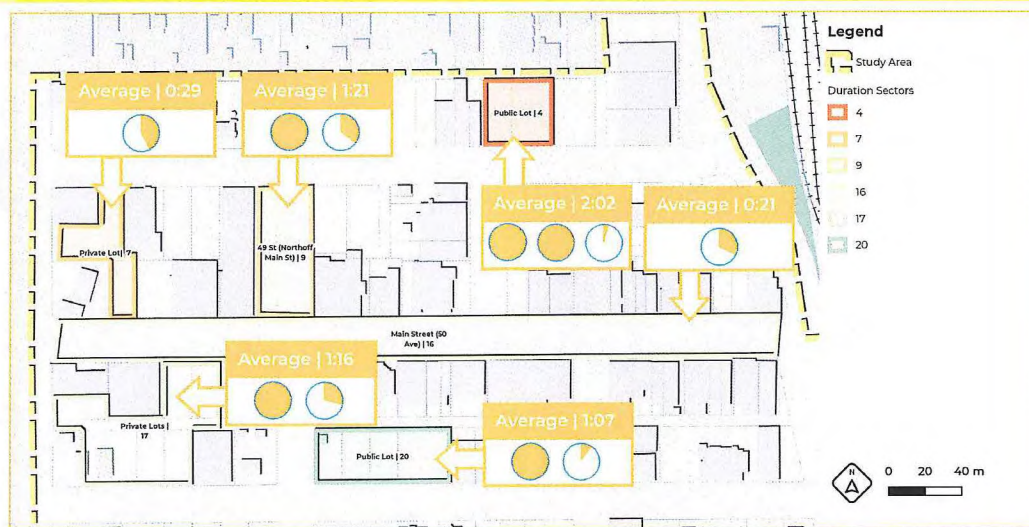 Average | 0:29
Average | 1:21
Public Lot | 4
Average | 2:02
Average | 0:21
Private Lot | 7
49 St (Northoff
Main St) | 9
Main Street (50
Ave) | 16
Average | 1:16
Private Lots |
17
Average | 1:07
Public Lot | 20
Legend
Study Area
Duration Sectors
4
7
9
16
17
20
N
0 20 40 m